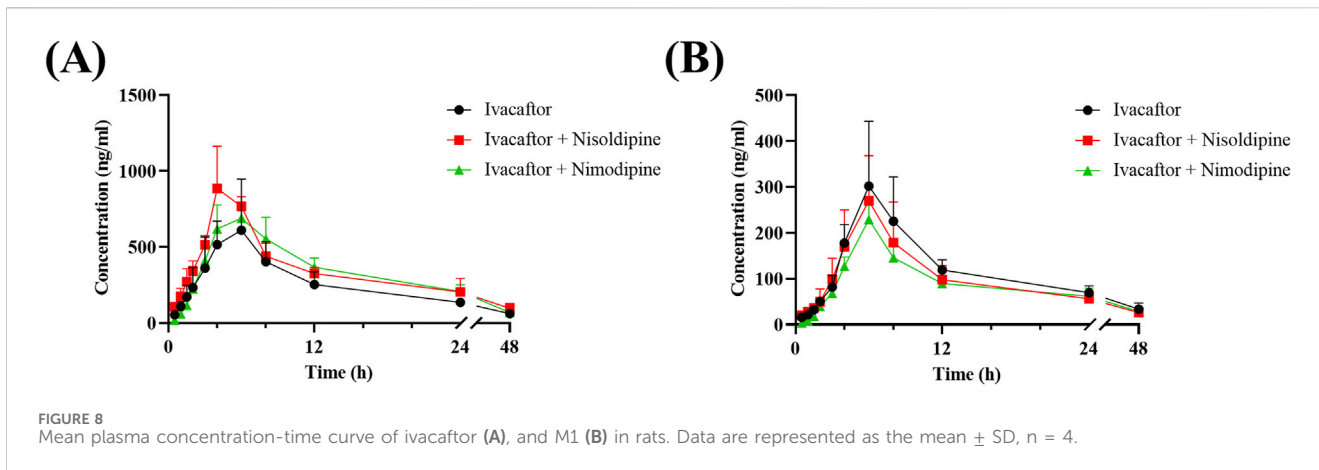 (A)
1500
1000
500
0
Concentration (ng/ml)
0
12
24
48
Time (h)
Ivacaftor
Ivacaftor + Nisoldipine
Ivacaftor + Nimodipine
(B)
500
400
300
200
100
0
Concentration (ng/ml)
0
12
24
48
Time (h)
Ivacaftor
Ivacaftor + Nisoldipine
Ivacaftor + Nimodipine
FIGURE 8
Mean plasma concentration-time curve of ivacaftor (A), and M1 (B) in rats. Data are represented as the mean ± SD, n = 4.